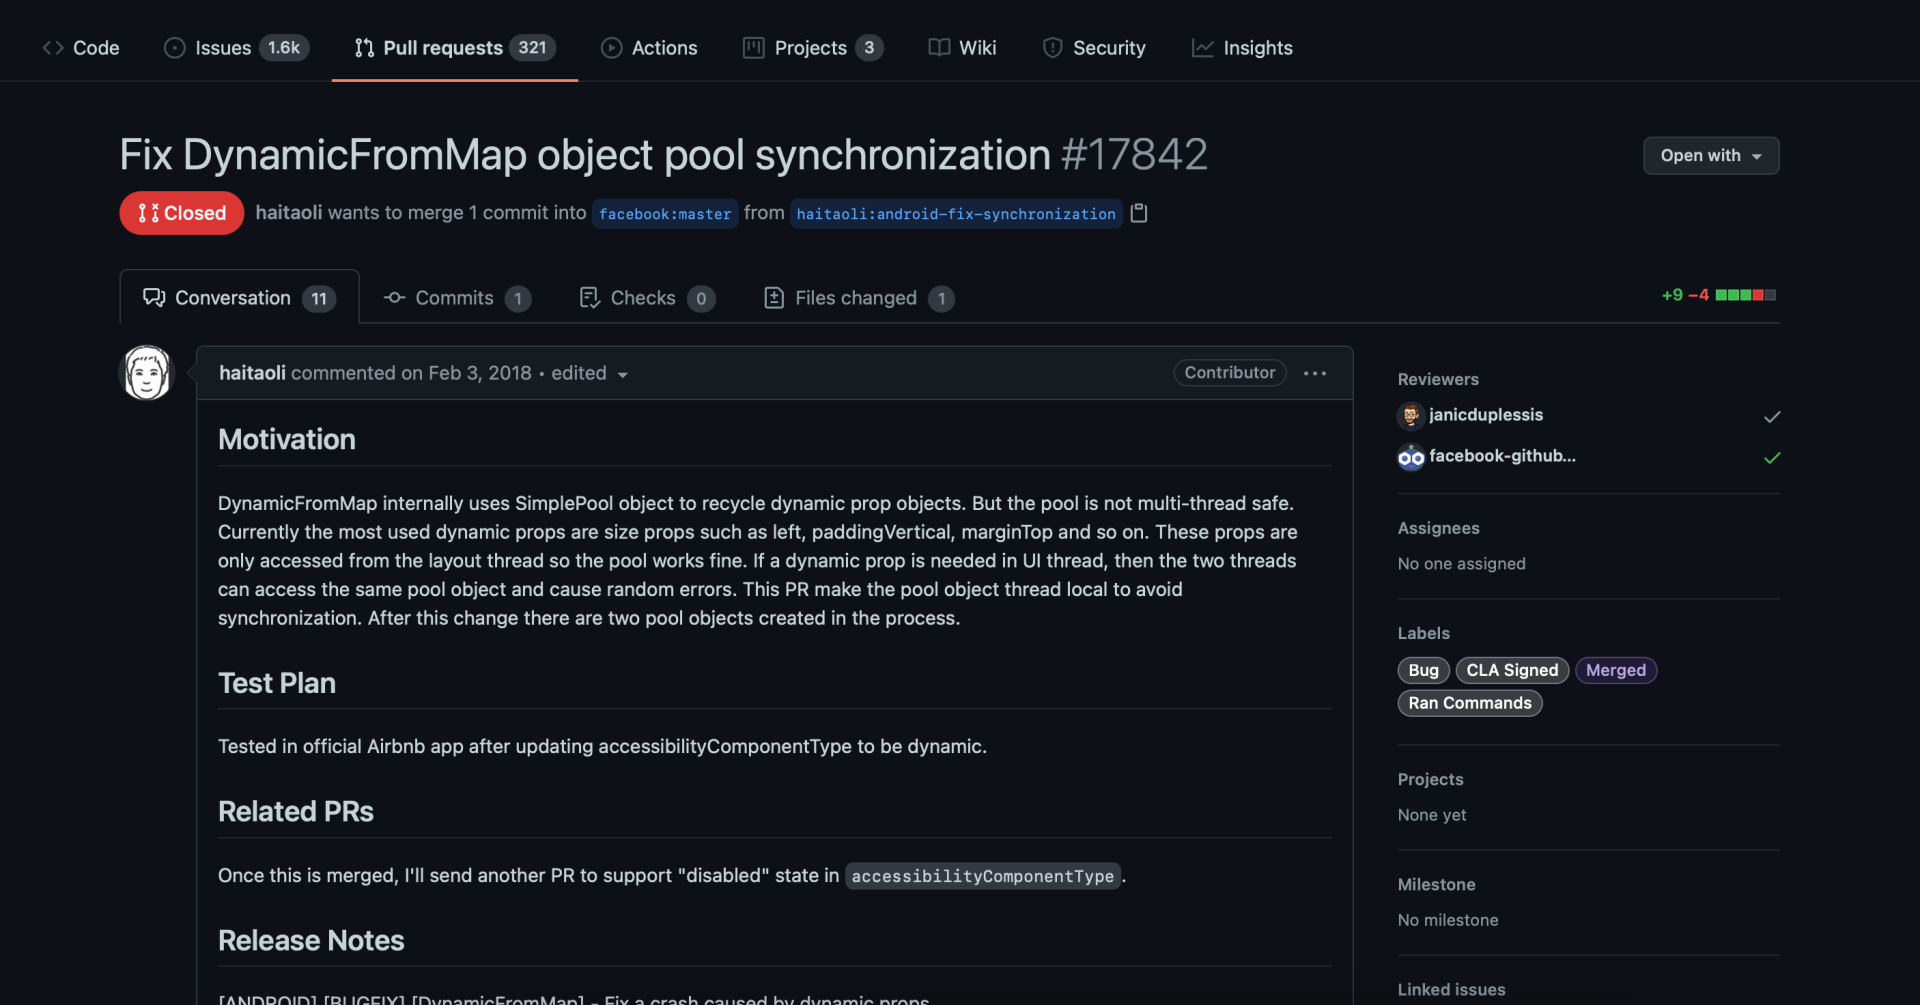 Code Issues 1.6k Pull requests 321 Actions Projects 3 Wiki Security Insights
Fix DynamicFromMap object pool synchronization #17842
Open with
Closed haitaoli wants to merge 1 commit into facebook:master from haitaoli:android-fix-synchronization
Conversation 11 Commits 1 Checks 0 Files changed 1
+9 −4
haitaoli commented on Feb 3, 2018 • edited
Contributor
Motivation
DynamicFromMap internally uses SimplePool object to recycle dynamic prop objects. But the pool is not multi-thread safe.
Currently the most used dynamic props are size props such as left, paddingVertical, marginTop and so on. These props are
only accessed from the layout thread so the pool works fine. If a dynamic prop is needed in UI thread, then the two threads
can access the same pool object and cause random errors. This PR make the pool object thread local to avoid
synchronization. After this change there are two pool objects created in the process.
Test Plan
Tested in official Airbnb app after updating accessibilityComponentType to be dynamic.
Related PRs
Once this is merged, I'll send another PR to support "disabled" state in accessibilityComponentType.
Release Notes
[ANDROID] [BUGFIX] [DynamicFromMap] - Fix a crash caused by dynamic props
Reviewers
janicduplessis
facebook-github...
Assignees
No one assigned
Labels
Bug CLA Signed Merged
Ran Commands
Projects
None yet
Milestone
No milestone
Linked issues